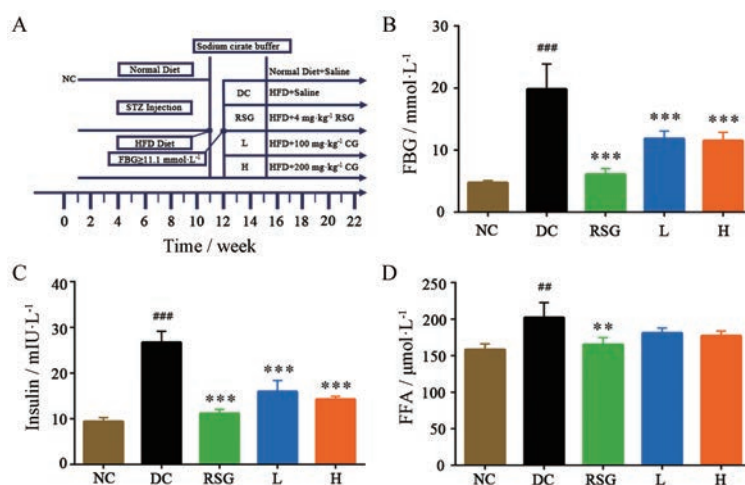 A
Sodium cirate buffer
NC
Normal Diet
Normal Diet+Saline
DC
HFD+Saline
STZ Injection
RSG
HFD+4 mg·kg⁻¹ RSG
HFD Diet
L
HFD+100 mg·kg⁻¹ CG
FBG≥11.1 mmol·L⁻¹
H
HFD+200 mg·kg⁻¹ CG
0 2 4 6 8 10 12 14 16 18 20 22
Time / week
B
FBG / mmol·L⁻¹
30
20
10
0
###
***
***
***
NC DC RSG L H
C
Insulin / mIU·L⁻¹
40
30
20
10
0
###
***
***
***
NC DC RSG L H
D
FFA / μmol·L⁻¹
250
200
150
100
50
0
##
**
NC DC RSG L H